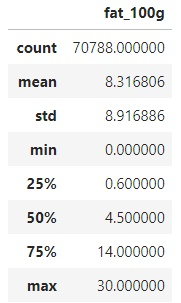 fat_100g
count 70788.000000
mean 8.316806
std 8.916886
min 0.000000
25% 0.600000
50% 4.500000
75% 14.000000
max 30.000000